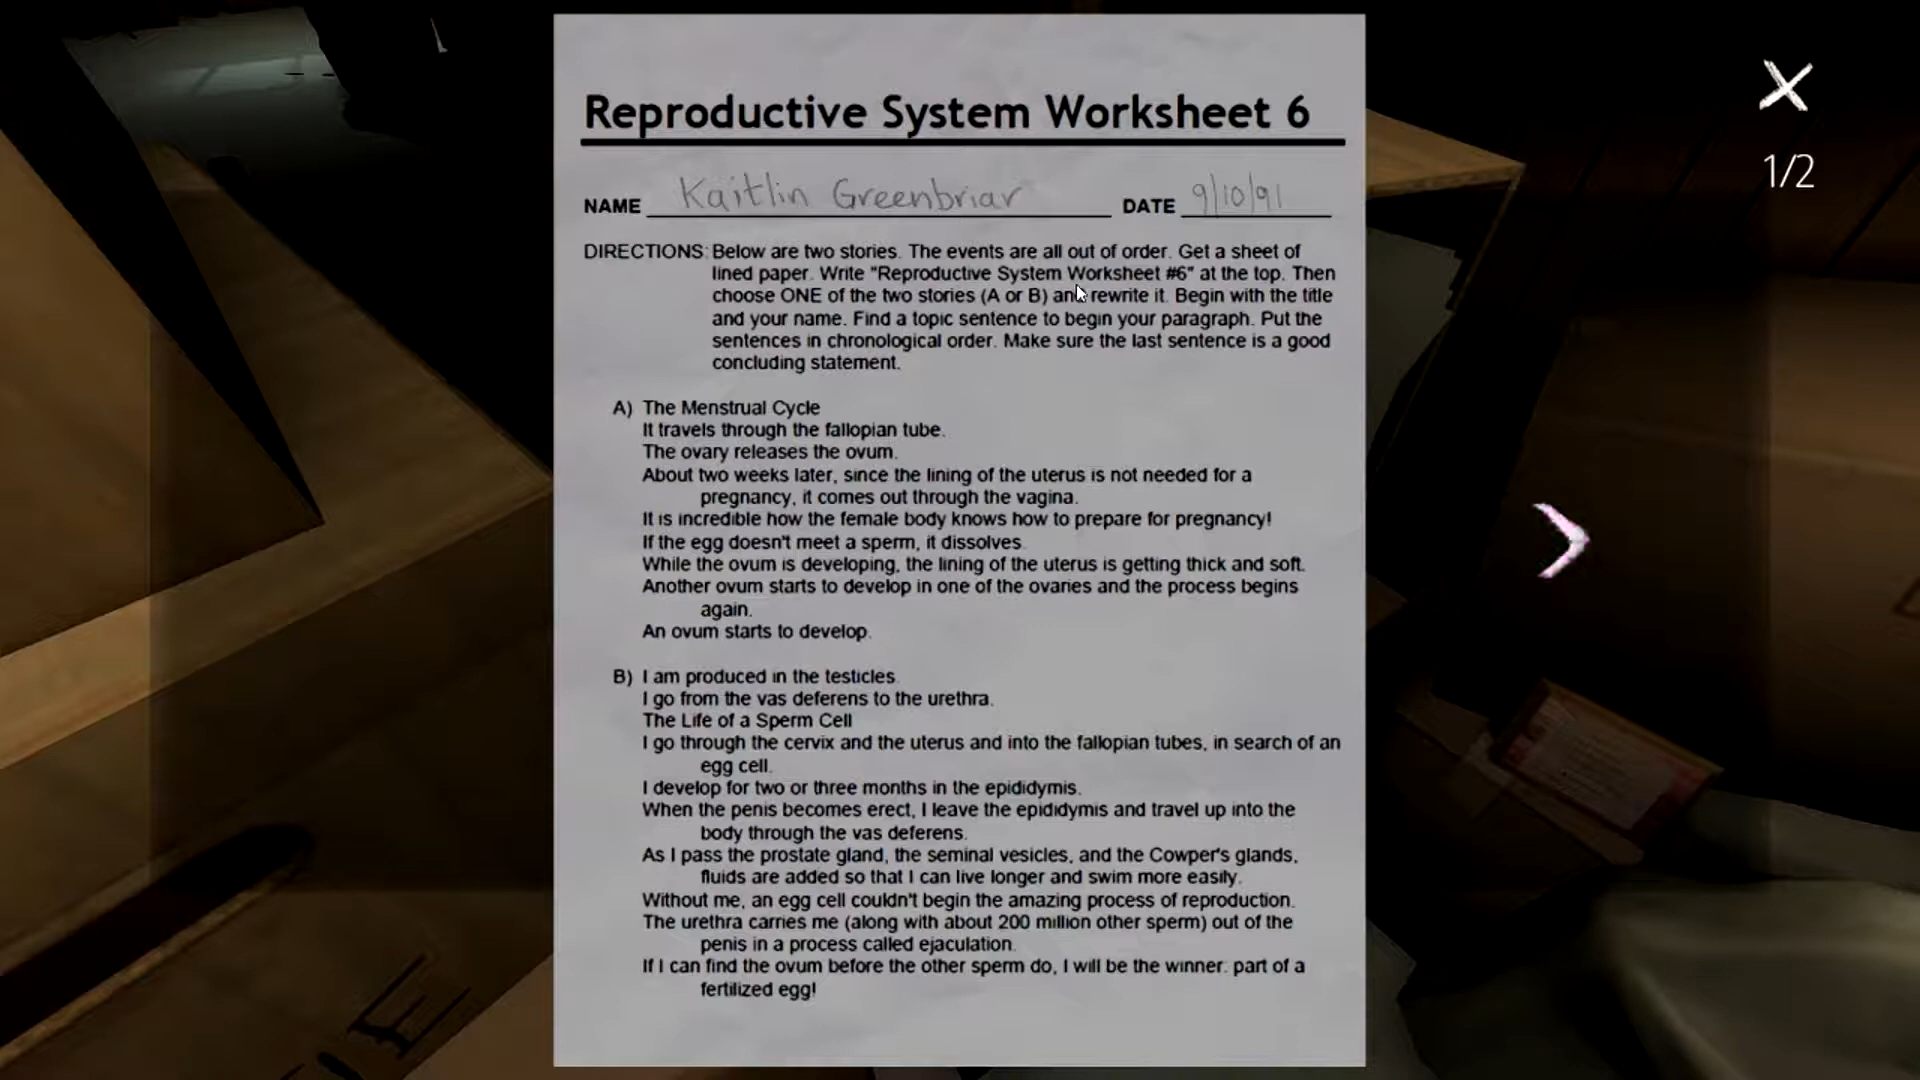 Reproductive System Worksheet 6
NAME Kaitlin Greenbriar DATE 9/10/91
DIRECTIONS: Below are two stories. The events are all out of order. Get a sheet of
lined paper. Write "Reproductive System Worksheet #6" at the top. Then
choose ONE of the two stories (A or B) and rewrite it. Begin with the title
and your name. Find a topic sentence to begin your paragraph. Put the
sentences in chronological order. Make sure the last sentence is a good
concluding statement.
A) The Menstrual Cycle
It travels through the fallopian tube.
The ovary releases the ovum.
About two weeks later, since the lining of the uterus is not needed for a
pregnancy, it comes out through the vagina.
It is incredible how the female body knows how to prepare for pregnancy!
If the egg doesn't meet a sperm, it dissolves.
While the ovum is developing, the lining of the uterus is getting thick and soft.
Another ovum starts to develop in one of the ovaries and the process begins
again.
An ovum starts to develop.
B) I am produced in the testicles.
I go from the vas deferens to the urethra.
The Life of a Sperm Cell
I go through the cervix and the uterus and into the fallopian tubes, in search of an
egg cell.
I develop for two or three months in the epididymis.
When the penis becomes erect, I leave the epididymis and travel up into the
body through the vas deferens.
As I pass the prostate gland, the seminal vesicles, and the Cowper's glands,
fluids are added so that I can live longer and swim more easily.
Without me, an egg cell couldn't begin the amazing process of reproduction.
The urethra carries me (along with about 200 million other sperm) out of the
penis in a process called ejaculation.
If I can find the ovum before the other sperm do, I will be the winner: part of a
fertilized egg!
1/2